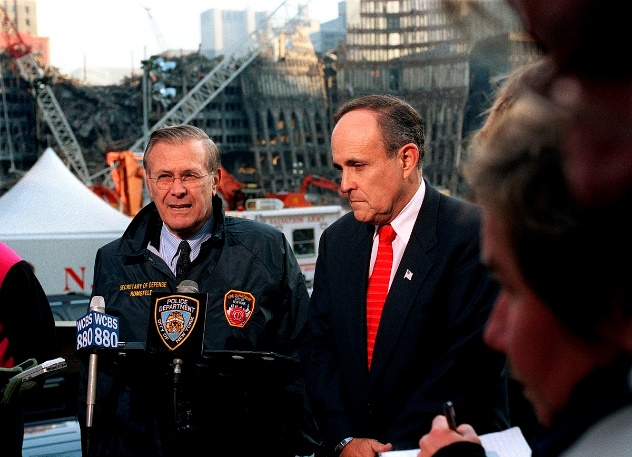 SECRETARY OF DEFENSE
RUMSFELD
WCBS
880
WCBS
880
POLICE
DEPARTMENT
N